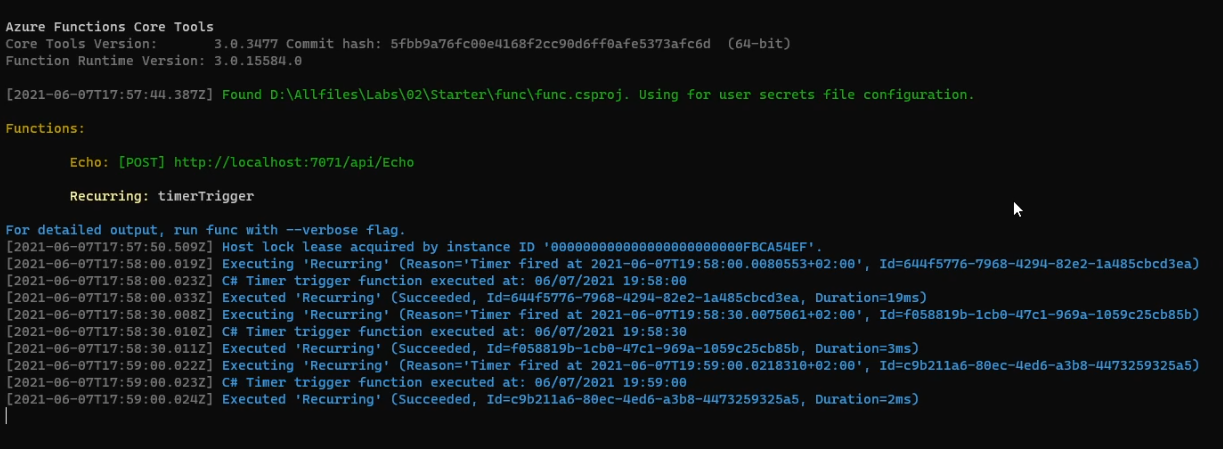 Azure Functions Core Tools
Core Tools Version:       3.0.3477 Commit hash: 5fbb9a76fc00e4168f2cc90d6ff0afe5373afc6d  (64-bit)
Function Runtime Version: 3.0.15584.0
[2021-06-07T17:57:44.387Z] Found D:\Allfiles\Labs\02\Starter\func\func.csproj. Using for user secrets file configuration.
Functions:
Echo: [POST] http://localhost:7071/api/Echo
Recurring: timerTrigger
For detailed output, run func with --verbose flag.
[2021-06-07T17:57:50.509Z] Host lock lease acquired by instance ID '000000000000000000000000FBCA54EF'.
[2021-06-07T17:58:00.019Z] Executing 'Recurring' (Reason='Timer fired at 2021-06-07T19:58:00.0080553+02:00', Id=644f5776-7968-4294-82e2-1a485cbcd3ea)
[2021-06-07T17:58:00.023Z] C# Timer trigger function executed at: 06/07/2021 19:58:00
[2021-06-07T17:58:00.033Z] Executed 'Recurring' (Succeeded, Id=644f5776-7968-4294-82e2-1a485cbcd3ea, Duration=19ms)
[2021-06-07T17:58:30.008Z] Executing 'Recurring' (Reason='Timer fired at 2021-06-07T19:58:30.0075061+02:00', Id=f058819b-1cb0-47c1-969a-1059c25cb85b)
[2021-06-07T17:58:30.010Z] C# Timer trigger function executed at: 06/07/2021 19:58:30
[2021-06-07T17:58:30.011Z] Executed 'Recurring' (Succeeded, Id=f058819b-1cb0-47c1-969a-1059c25cb85b, Duration=3ms)
[2021-06-07T17:59:00.022Z] Executing 'Recurring' (Reason='Timer fired at 2021-06-07T19:59:00.0218310+02:00', Id=c9b211a6-80ec-4ed6-a3b8-4473259325a5)
[2021-06-07T17:59:00.023Z] C# Timer trigger function executed at: 06/07/2021 19:59:00
[2021-06-07T17:59:00.024Z] Executed 'Recurring' (Succeeded, Id=c9b211a6-80ec-4ed6-a3b8-4473259325a5, Duration=2ms)